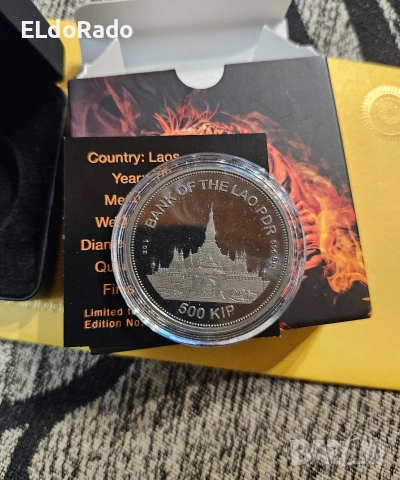 ELdoRado
Country: Laos
Year
Me
We
Diam
Qu
Fin
Limited
Edition No.
BANK OF THE LAO PDR
500 KIP